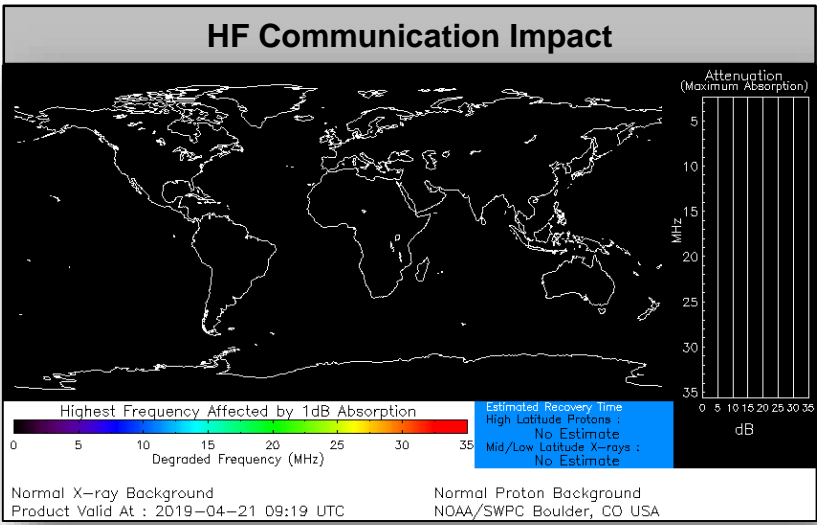 HF Communication Impact
Attenuation
(Maximum Absorption)
5
10
15
20
25
30
35
MHz
0 5 10 15 20 25 30 35
dB
Highest Frequency Affected by 1dB Absorption
0 5 10 15 20 25 30 35
Degraded Frequency (MHz)
Estimated Recovery Time
High Latitude Protons :
No Estimate
Mid/Low Latitude X-rays :
No Estimate
Normal X-ray Background
Normal Proton Background
Product Valid At : 2019-04-21 09:19 UTC
NOAA/SWPC Boulder, CO USA